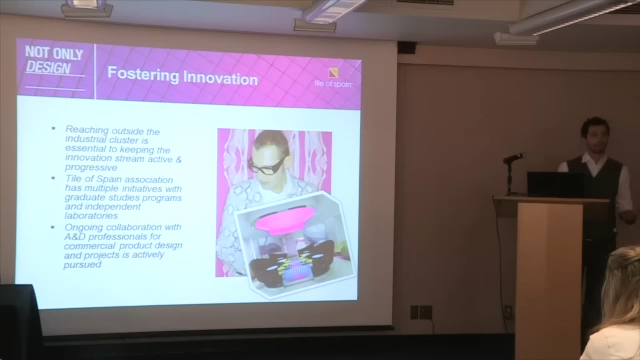 NOT ONLY
DESIGN
Fostering Innovation
tile of spain
Reaching outside the
industrial cluster is
essential to keeping the
innovation stream active &
progressive
Tile of Spain association
has multiple initiatives with
graduate studies programs
and independent
laboratories
Ongoing collaboration with
A&D professionals for
commercial product design
and projects is actively
pursued